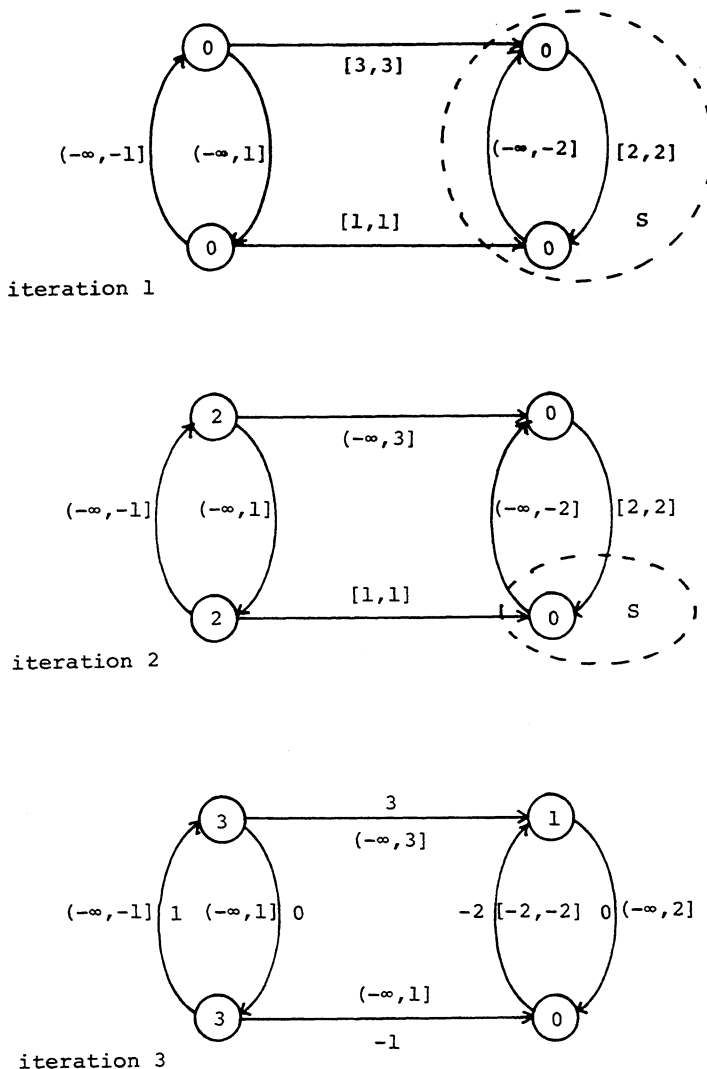 0 0
[3,3]
(-∞,-1] (-∞,1] (-∞,-2] [2,2]
[1,1] S
0 0
iteration 1
2 0
(-∞,3]
(-∞,-1] (-∞,1] (-∞,-2] [2,2]
[1,1]
2 0 S
iteration 2
3
3 1
(-∞,3]
(-∞,-1] 1 (-∞,1] 0 -2 [-2,-2] 0 (-∞,2]
(-∞,1]
3 0
-1
iteration 3